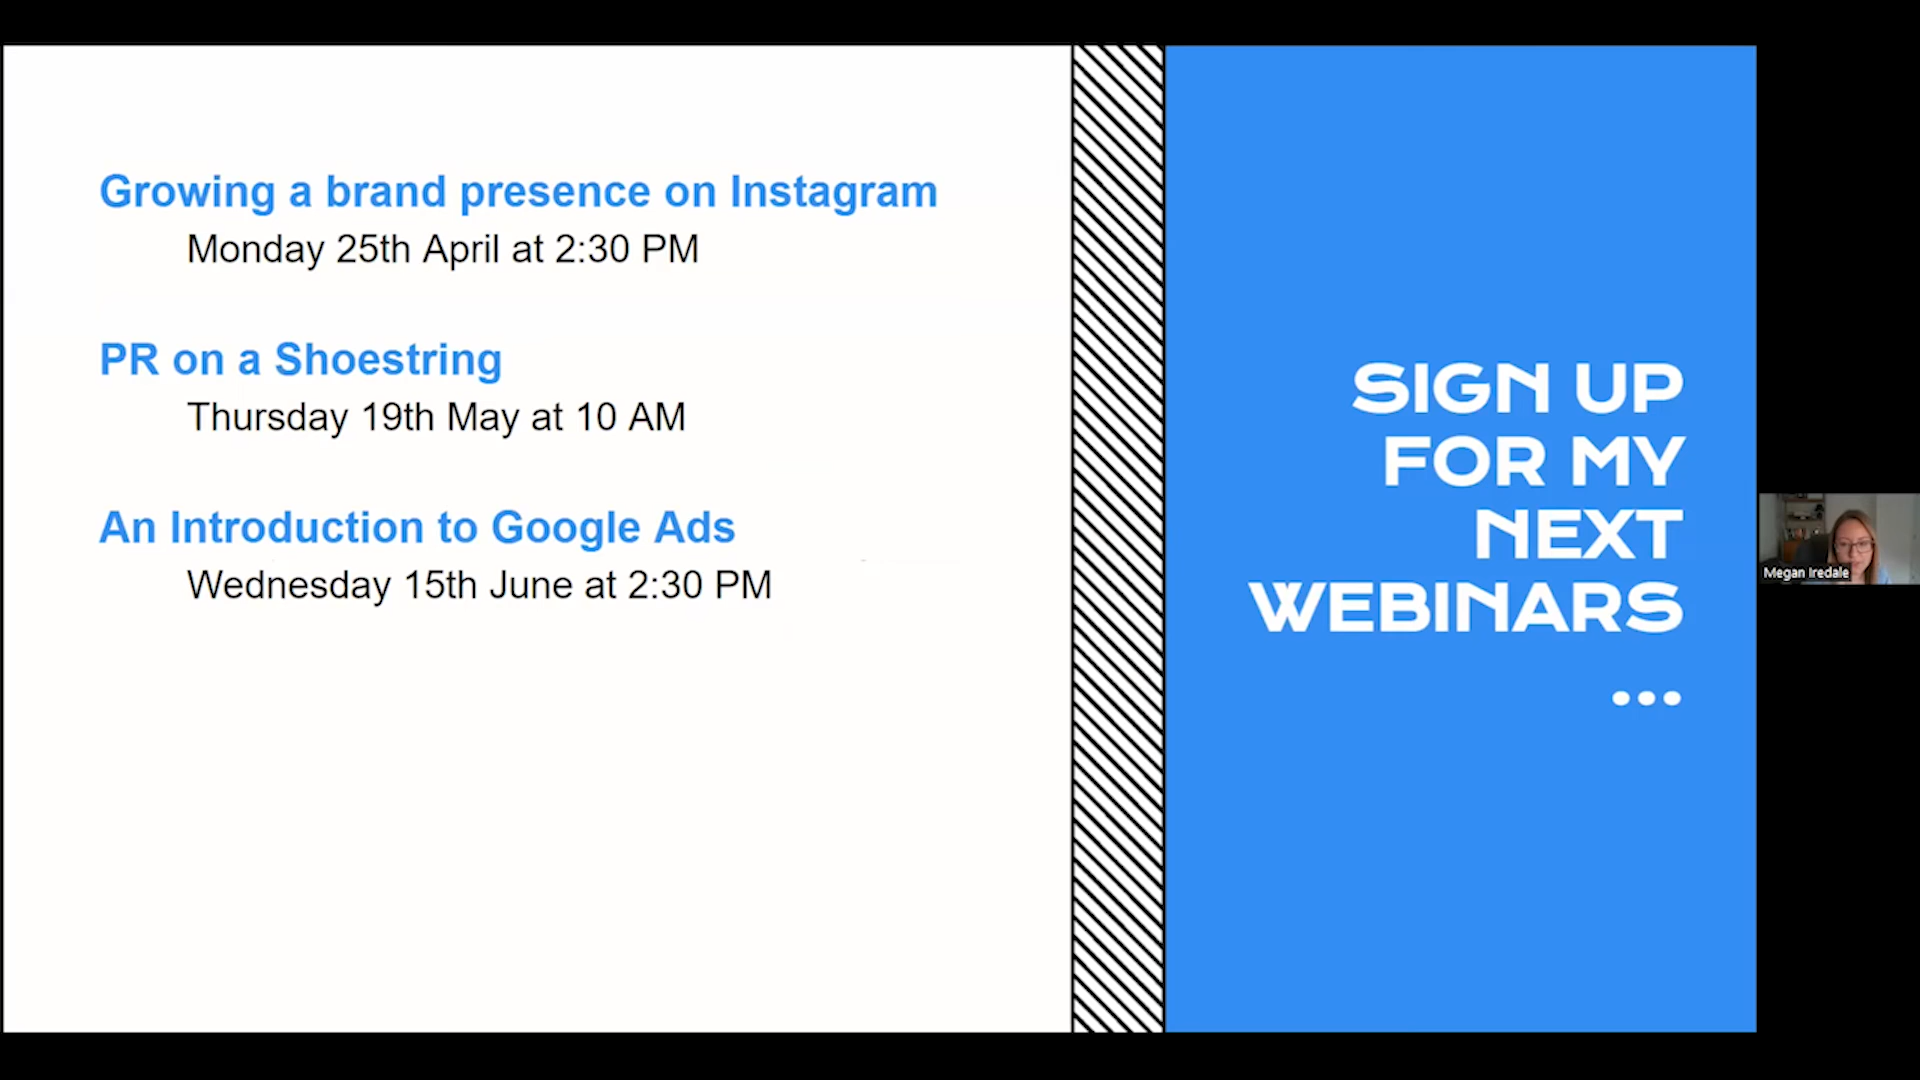 Growing a brand presence on Instagram
Monday 25th April at 2:30 PM
PR on a Shoestring
Thursday 19th May at 10 AM
An Introduction to Google Ads
Wednesday 15th June at 2:30 PM
SIGN UP
FOR MY
NEXT
WEBINARS
...
Megan Iredale